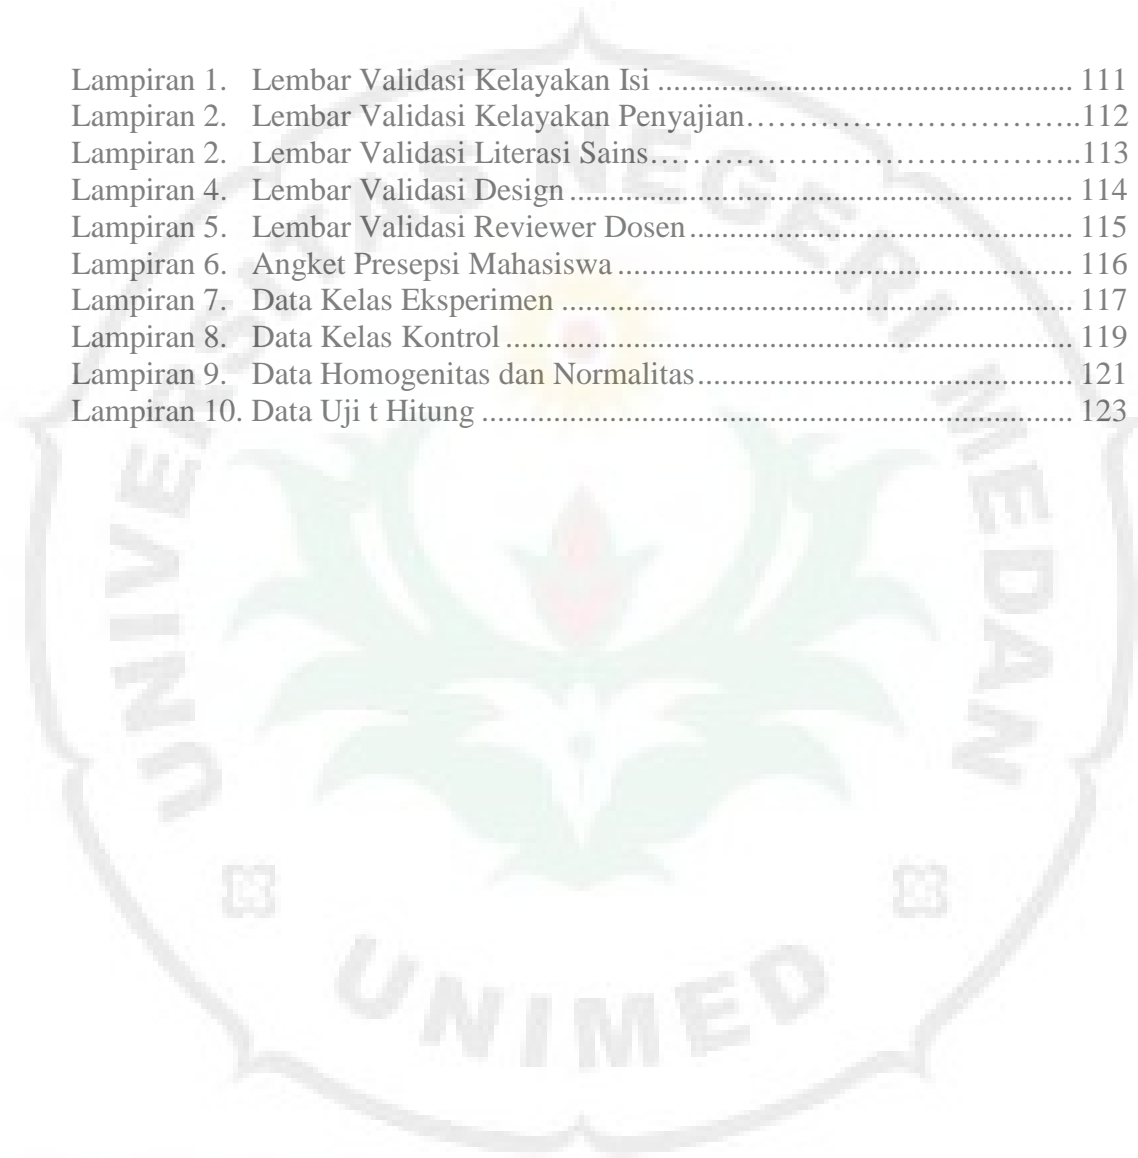 Lampiran 1. Lembar Validasi Kelayakan Isi .................................................... 111
Lampiran 2. Lembar Validasi Kelayakan Penyajian…………………………..112
Lampiran 2. Lembar Validasi Literasi Sains…………………………………..113
Lampiran 4. Lembar Validasi Design ............................................................... 114
Lampiran 5. Lembar Validasi Reviewer Dosen ................................................ 115
Lampiran 6. Angket Presepsi Mahasiswa ......................................................... 116
Lampiran 7. Data Kelas Eksperimen ................................................................ 117
Lampiran 8. Data Kelas Kontrol ....................................................................... 119
Lampiran 9. Data Homogenitas dan Normalitas ............................................... 121
Lampiran 10. Data Uji t Hitung .......................................................................... 123
UNIVERSITAS NEGERI MEDAN
UNIMED